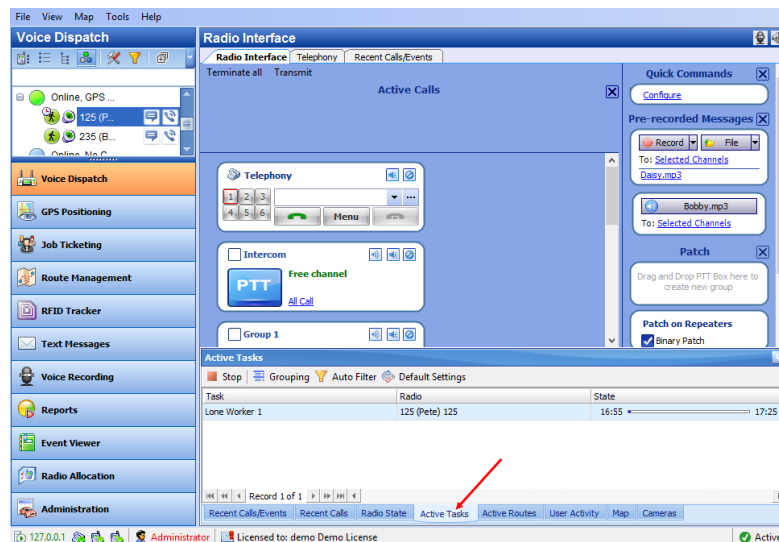 File View Map Tools Help
Voice Dispatch
Online, GPS ...
125 (P...
235 (B...
Online, No G...
Voice Dispatch
GPS Positioning
Job Ticketing
Route Management
RFID Tracker
Text Messages
Voice Recording
Reports
Event Viewer
Radio Allocation
Administration
Radio Interface
Radio Interface Telephony Recent Calls/Events
Terminate all Transmit
Active Calls
Telephony
1 2 3
4 5 6 Menu
Intercom
PTT Free channel
All Call
Group 1
Quick Commands
Configure
Pre-recorded Messages
Record File
To: Selected Channels
Daisy.mp3
Bobby.mp3
To: Selected Channels
Patch
Drag and Drop PTT Box here to
create new group
Patch on Repeaters
Binary Patch
Active Tasks
Stop Grouping Auto Filter Default Settings
Task Radio State
Lone Worker 1 125 (Pete) 125 16:55 17:25
Record 1 of 1
Recent Calls/Events Recent Calls Radio State Active Tasks Active Routes User Activity Map Cameras
127.0.0.1 Administrator Licensed to: demo Demo License Active